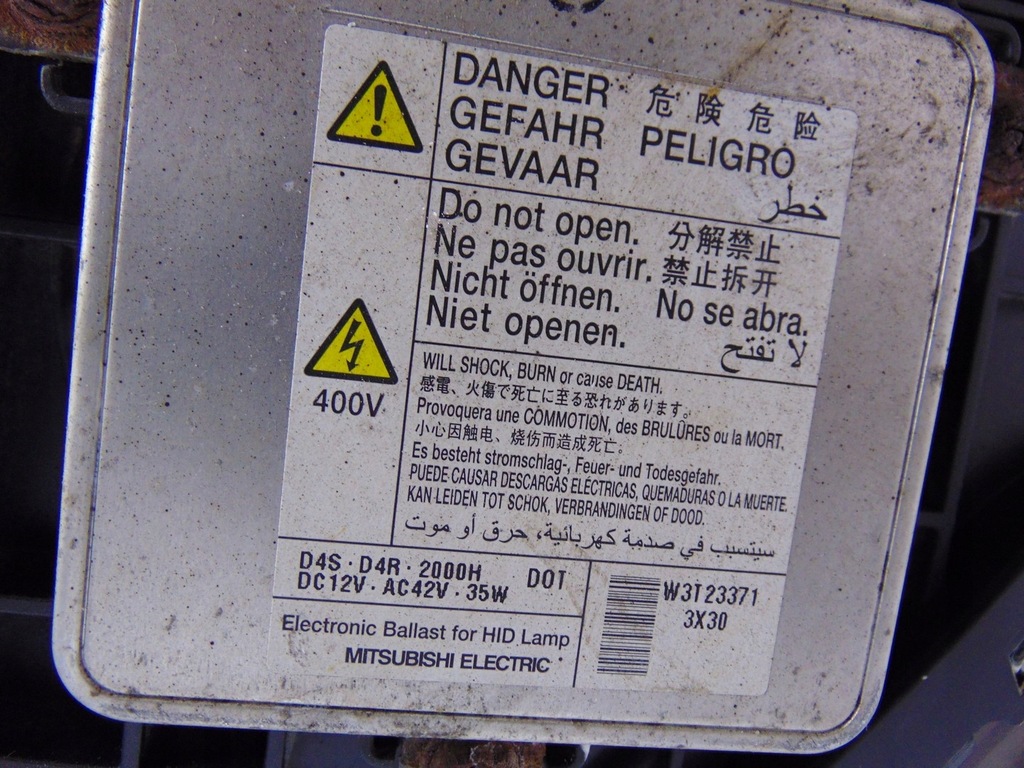 DANGER 危険 危险
GEFAHR PELIGRO
GEVAAR خطر
Do not open. 分解禁止
Ne pas ouvrir. 禁止拆开
Nicht öffnen. No se abra.
Niet openen. لا تفتح
400V
WILL SHOCK, BURN or cause DEATH.
感電、火傷で死亡に至る恐れがあります。
Provoquera une COMMOTION, des BRULÛRES ou la MORT.
小心因触电、烧伤而造成死亡。
Es besteht stromschlag-, Feuer- und Todesgefahr.
PUEDE CAUSAR DESCARGAS ELÉCTRICAS, QUEMADURAS O LA MUERTE.
KAN LEIDEN TOT SCHOK, VERBRANDINGEN OF DOOD.
سيتسبب في صدمة كهربائية، حرق أو موت
D4S · D4R · 2000H DOT
DC12V · AC42V · 35W
Electronic Ballast for HID Lamp
MITSUBISHI ELECTRIC
W3T23371
3X30